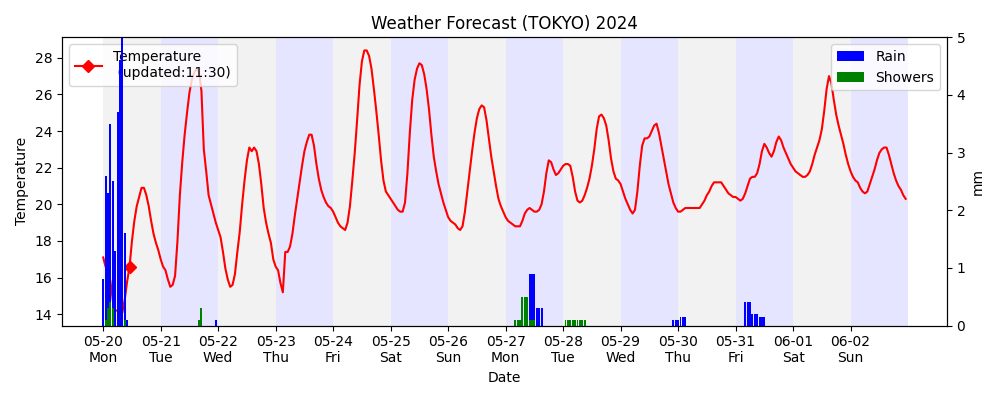 Weather Forecast (TOKYO) 2024
Temperature
(updated:11:30)
Rain
Showers
28
26
24
22
20
18
16
14
Temperature
5
4
3
2
1
0
mm
05-20 05-21 05-22 05-23 05-24 05-25 05-26 05-27 05-28 05-29 05-30 05-31 06-01 06-02
Mon Tue Wed Thu Fri Sat Sun Mon Tue Wed Thu Fri Sat Sun
Date